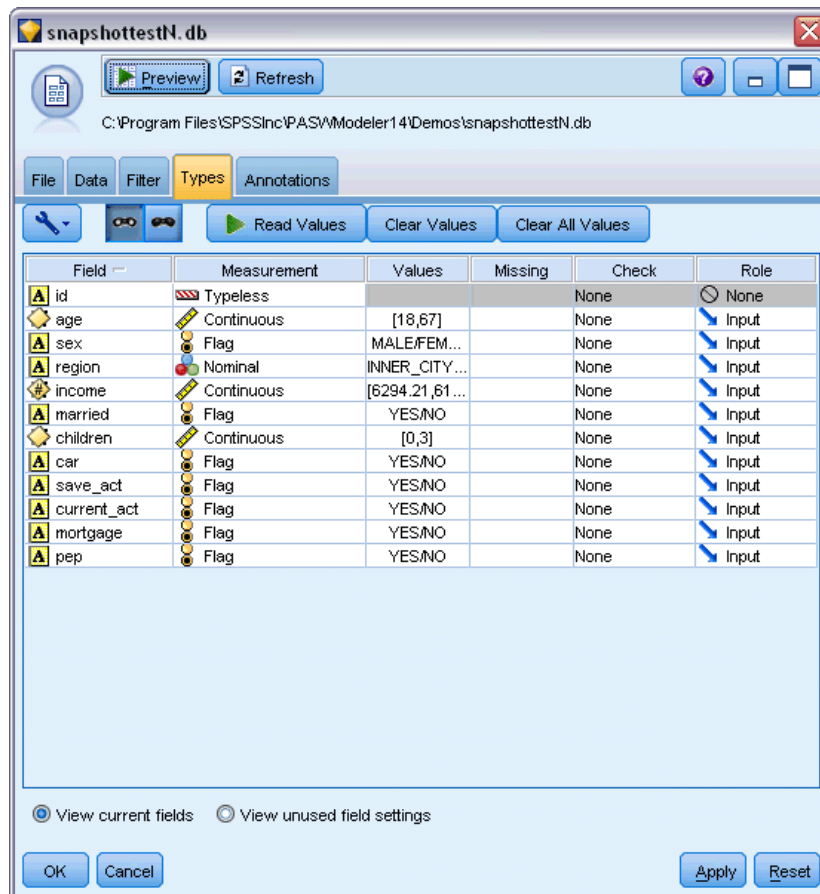 snapshottestN.db
Preview Refresh
C:\Program Files\SPSSInc\PASWModeler14\Demos\snapshottestN.db
File Data Filter Types Annotations
Read Values Clear Values Clear All Values
Field Measurement Values Missing Check Role
A id Typeless None None
age Continuous [18,67] None Input
A sex Flag MALE/FEM... None Input
A region Nominal INNER_CITY... None Input
# income Continuous [6294.21,61... None Input
A married Flag YES/NO None Input
children Continuous [0,3] None Input
A car Flag YES/NO None Input
A save_act Flag YES/NO None Input
A current_act Flag YES/NO None Input
A mortgage Flag YES/NO None Input
A pep Flag YES/NO None Input
View current fields View unused field settings
OK Cancel Apply Reset